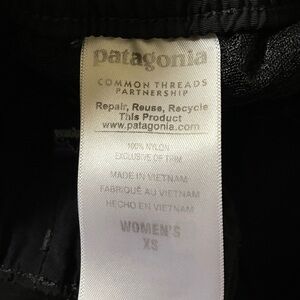 patagonia
COMMON THREADS
PARTNERSHIP
Repair, Reuse, Recycle
This Product
www.patagonia.com
100% NYLON
EXCLUSIVE OF TRIM
MADE IN VIETNAM
FABRIQUÉ AU VIETNAM
HECHO EN VIETNAM
WOMEN'S
XS